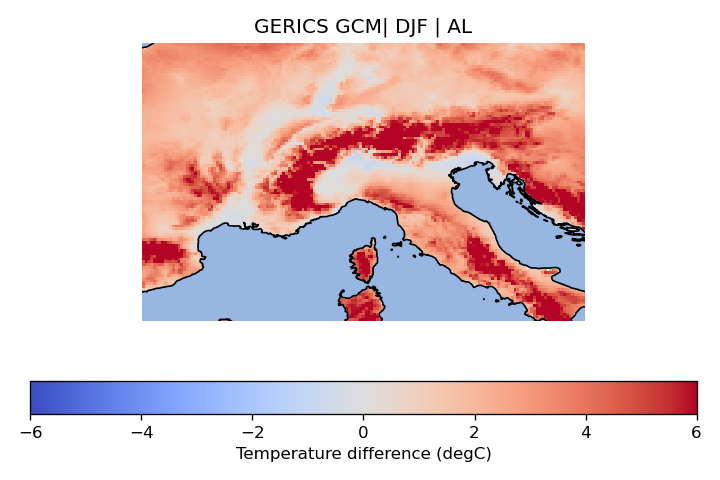 GERICS GCM| DJF | AL
−6 −4 −2 0 2 4 6
Temperature difference (degC)